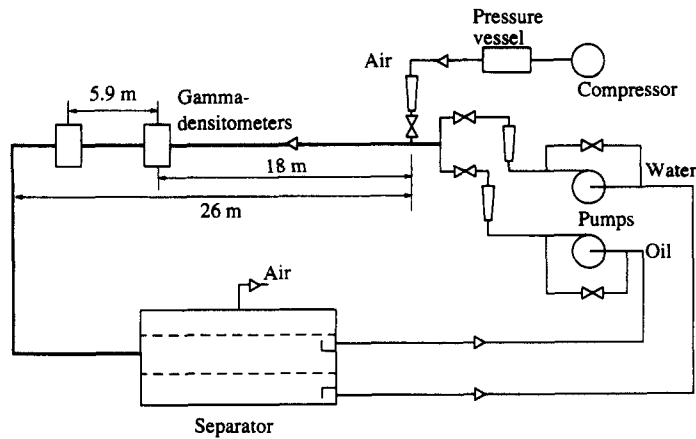 Pressure
vessel
Air
Compressor
5.9 m
Gamma-
densitometers
18 m
26 m
Water
Pumps
Oil
Air
Separator